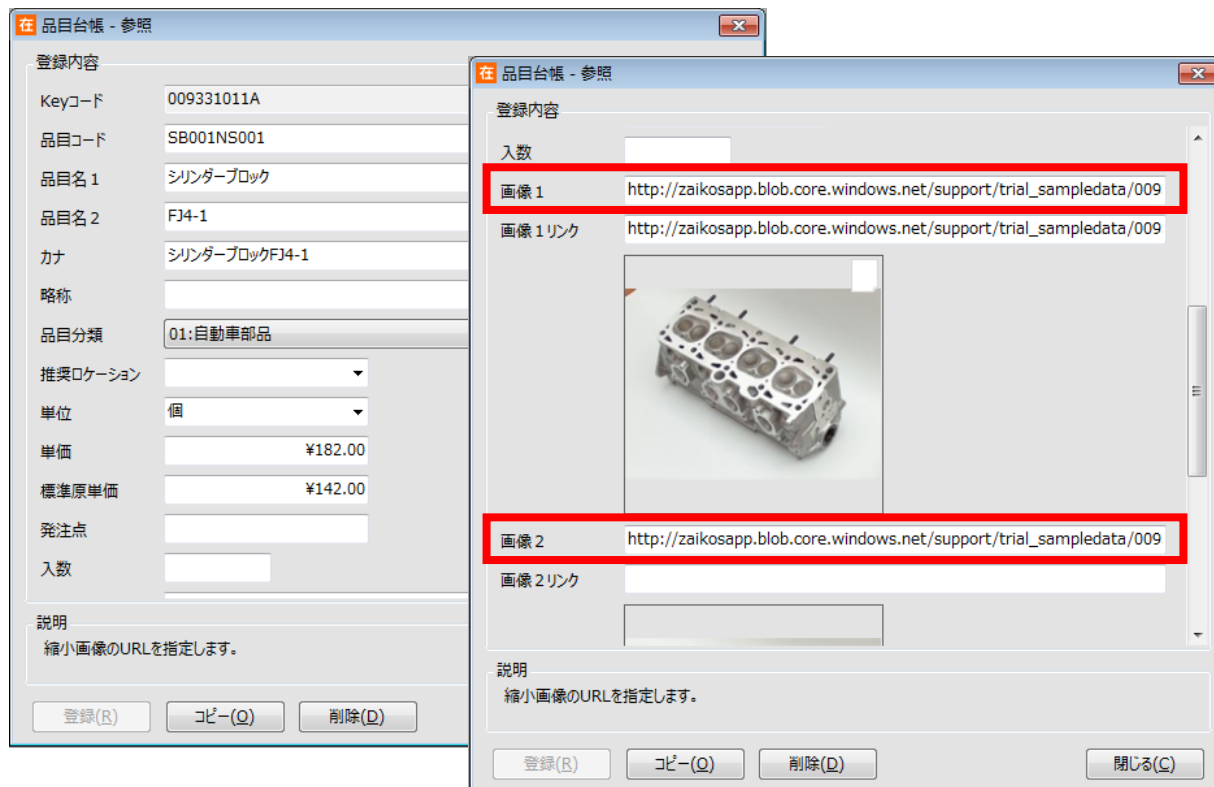 品目台帳 - 参照
登録内容
Keyコード 009331011A
品目コード SB001NS001
品目名1 シリンダーブロック
品目名2 FJ4-1
カナ シリンダーブロックFJ4-1
略称
品目分類 01:自動車部品
推奨ロケーション
単位 個
単価 ¥182.00
標準原単価 ¥142.00
発注点
入数
説明
縮小画像のURLを指定します。
登録(R) コピー(O) 削除(D)
品目台帳 - 参照
登録内容
入数
画像1 http://zaikosapp.blob.core.windows.net/support/trial_sampledata/009
画像1リンク http://zaikosapp.blob.core.windows.net/support/trial_sampledata/009
画像2 http://zaikosapp.blob.core.windows.net/support/trial_sampledata/009
画像2リンク
説明
縮小画像のURLを指定します。
登録(R) コピー(O) 削除(D) 閉じる(C)